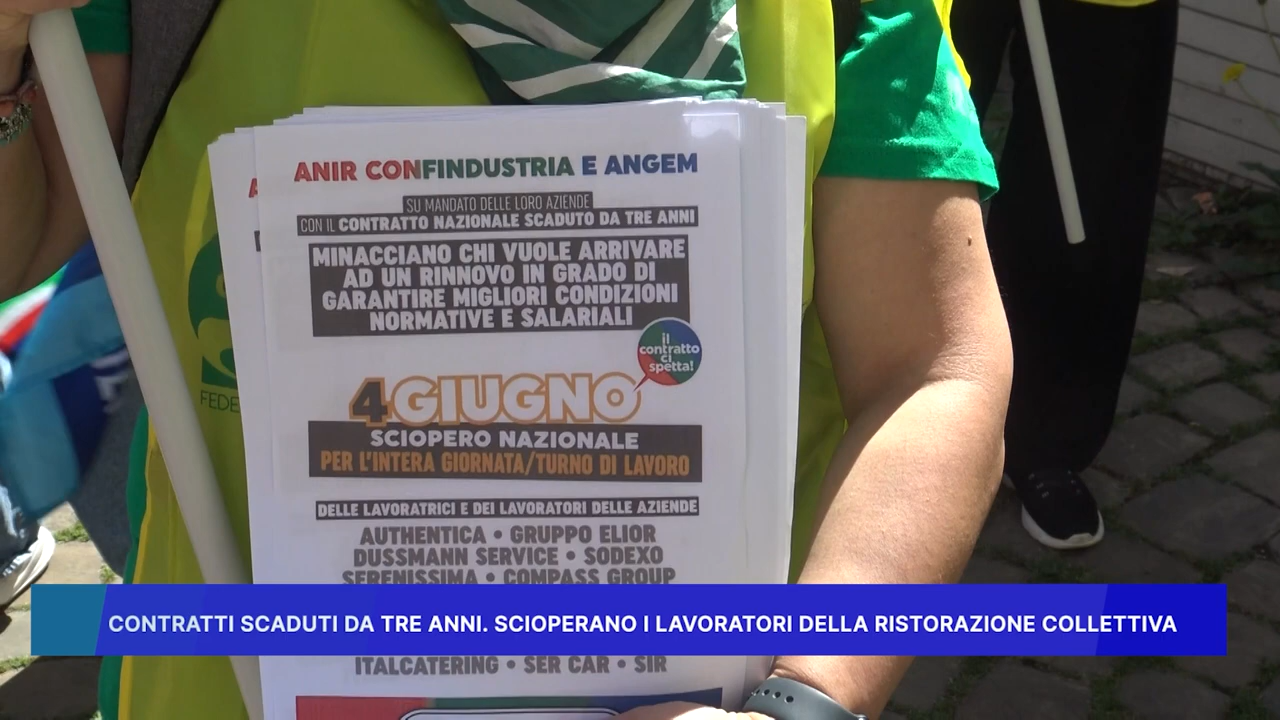 ANIR CONFINDUSTRIA E ANGEM
SU MANDATO DELLE LORO AZIENDE
CON IL CONTRATTO NAZIONALE SCADUTO DA TRE ANNI
MINACCIANO CHI VUOLE ARRIVARE
AD UN RINNOVO IN GRADO DI
GARANTIRE MIGLIORI CONDIZIONI
NORMATIVE E SALARIALI
il
contratto
ci
spetta!
4 GIUGNO
SCIOPERO NAZIONALE
PER L'INTERA GIORNATA/TURNO DI LAVORO
DELLE LAVORATRICI E DEI LAVORATORI DELLE AZIENDE
AUTHENTICA • GRUPPO ELIOR
DUSSMANN SERVICE • SODEXO
SERENISSIMA • COMPASS GROUP
CONTRATTI SCADUTI DA TRE ANNI. SCIOPERANO I LAVORATORI DELLA RISTORAZIONE COLLETTIVA
ITALCATERING • SER CAR • SIR